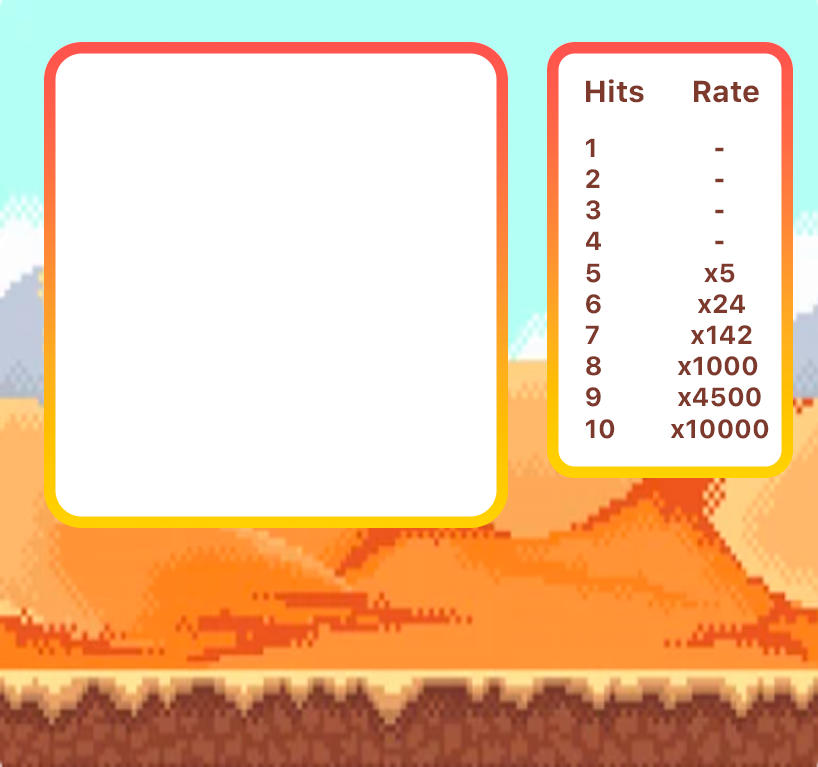 Hits Rate
1 -
2 -
3 -
4 -
5 x5
6 x24
7 x142
8 x1000
9 x4500
10 x10000